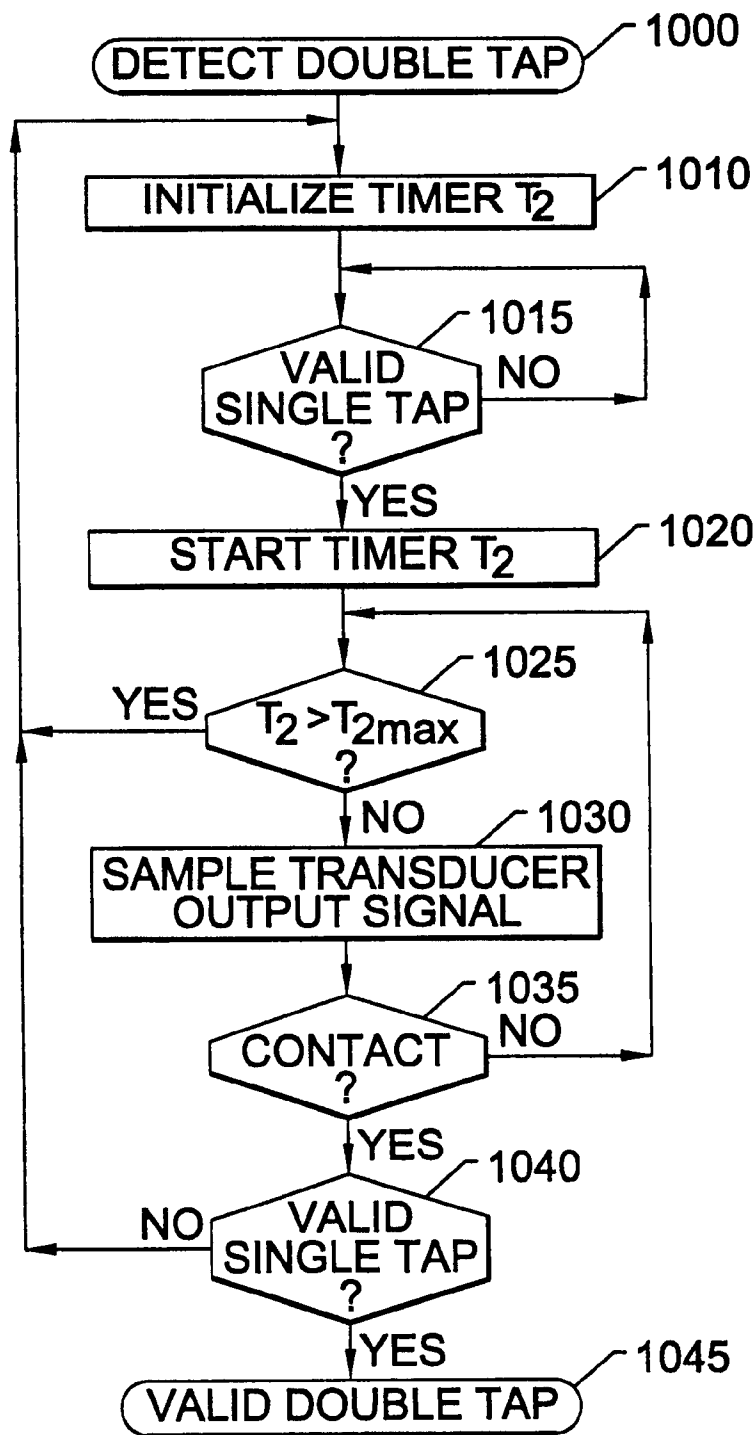 1000
DETECT DOUBLE TAP
1010
INITIALIZE TIMER T2
1015
VALID
SINGLE TAP
?
NO
YES
1020
START TIMER T2
1025
YES
T2 > T2max
?
NO
1030
SAMPLE TRANSDUCER
OUTPUT SIGNAL
1035
CONTACT
?
NO
YES
1040
NO
VALID
SINGLE TAP
?
YES
1045
VALID DOUBLE TAP